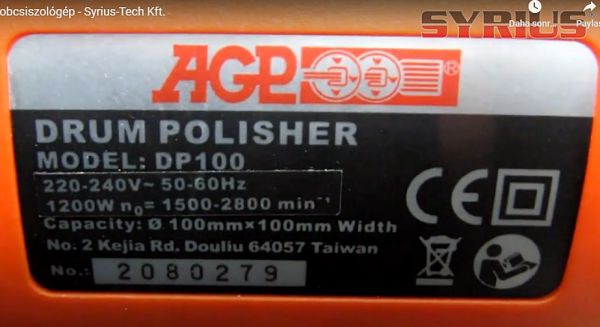 obcsiszológép - Syrius-Tech Kft.
SYRIUS
Daha sonr...
Paylaş
AGP
®
DRUM POLISHER
MODEL: DP100
220-240V~ 50-60Hz
1200W n₀= 1500-2800 min⁻¹
Capacity: Ø 100mm×100mm Width
No. 2 Kejia Rd. Douliu 64057 Taiwan
No.: 2080279
CE